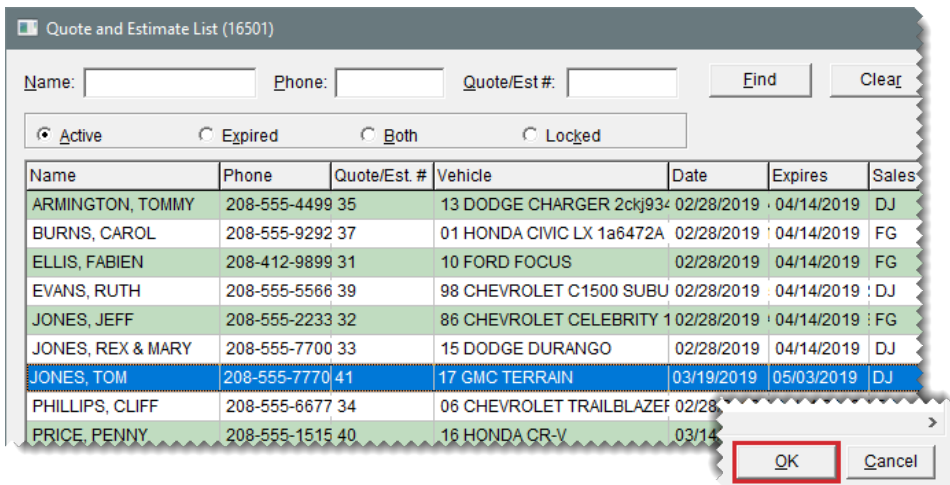 Quote and Estimate List (16501)
Name: Phone: Quote/Est #: Find Clear
Active Expired Both Locked
Name Phone Quote/Est. # Vehicle Date Expires Sales
ARMINGTON, TOMMY 208-555-4499 35 13 DODGE CHARGER 2ckj934 02/28/2019 04/14/2019 DJ
BURNS, CAROL 208-555-9292 37 01 HONDA CIVIC LX 1a6472A 02/28/2019 04/14/2019 FG
ELLIS, FABIEN 208-412-9899 31 10 FORD FOCUS 02/28/2019 04/14/2019 FG
EVANS, RUTH 208-555-5566 39 98 CHEVROLET C1500 SUBU 02/28/2019 04/14/2019 DJ
JONES, JEFF 208-555-2233 32 86 CHEVROLET CELEBRITY 1 02/28/2019 04/14/2019 FG
JONES, REX & MARY 208-555-7700 33 15 DODGE DURANGO 02/28/2019 04/14/2019 DJ
JONES, TOM 208-555-7770 41 17 GMC TERRAIN 03/19/2019 05/03/2019 DJ
PHILLIPS, CLIFF 208-555-6677 34 06 CHEVROLET TRAILBLAZER 02/28
PRICE, PENNY 208-555-1515 40 16 HONDA CR-V 03/14
OK Cancel